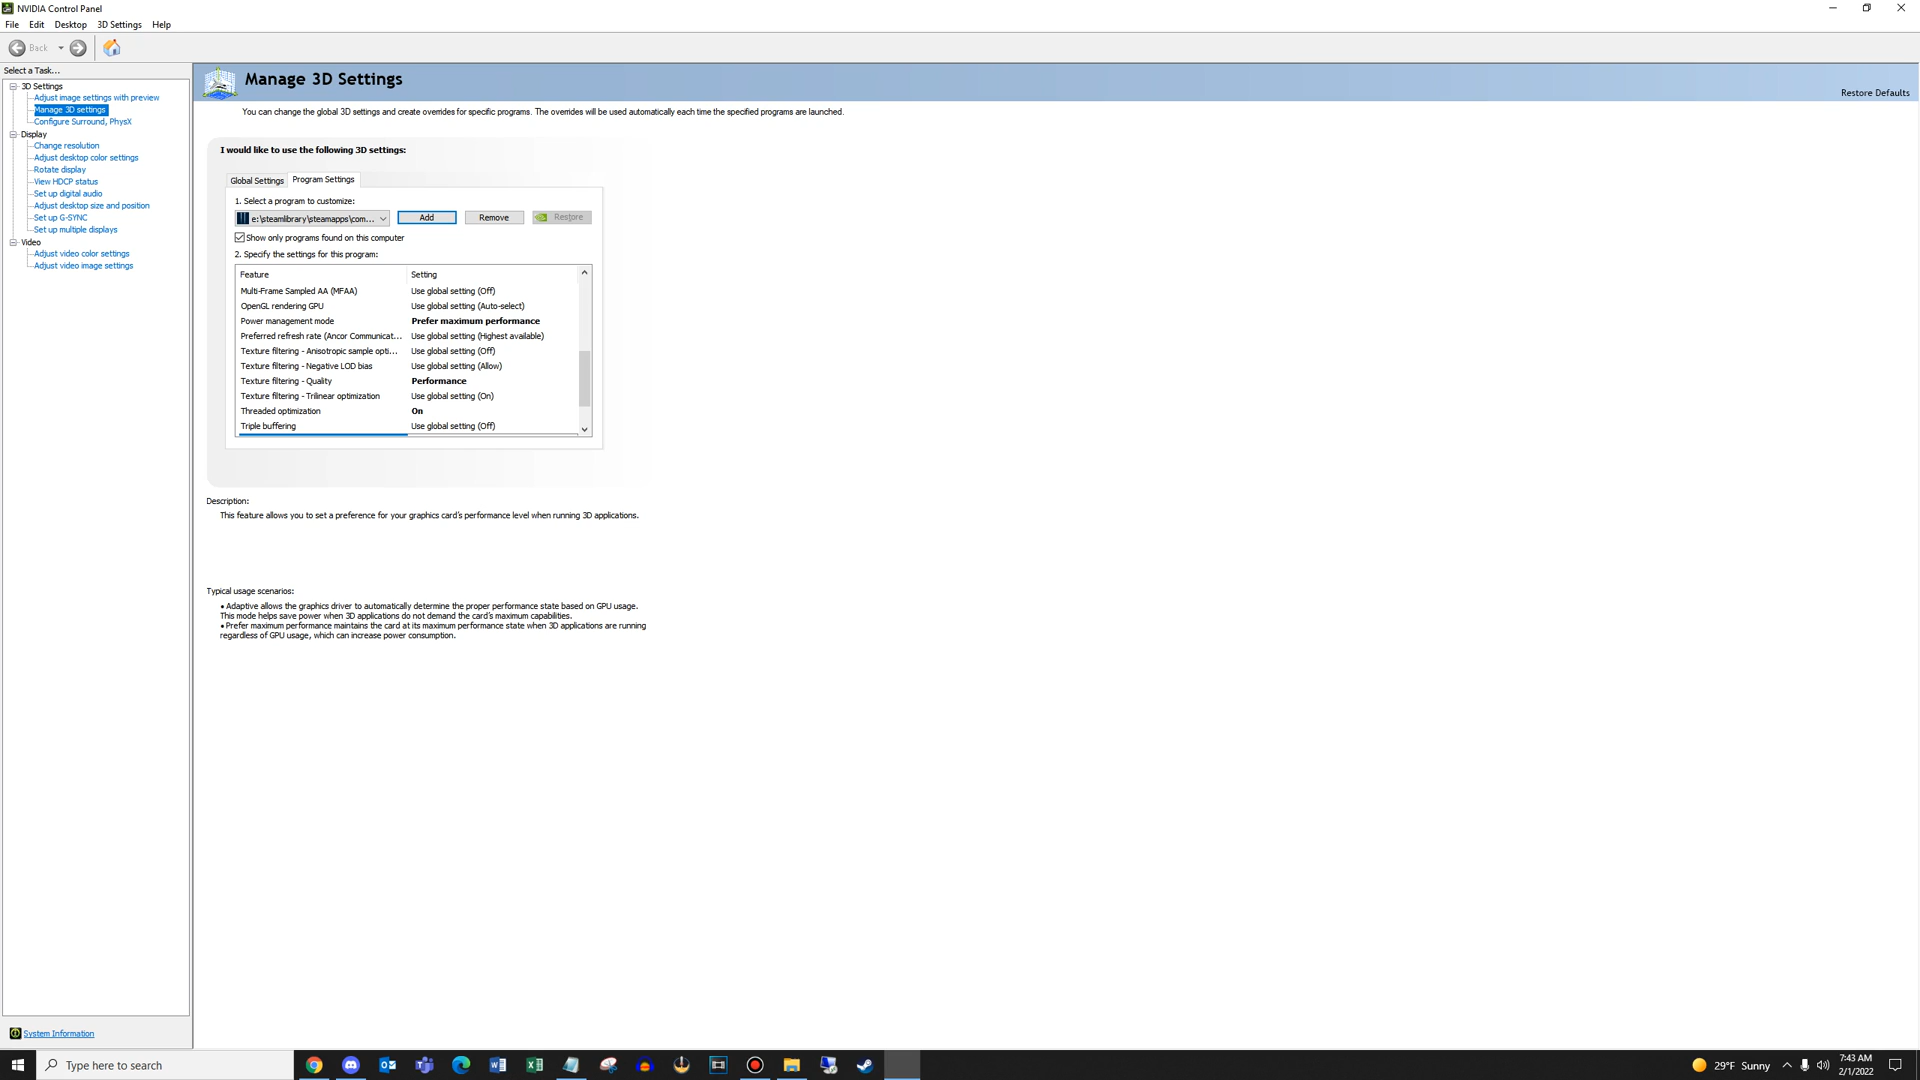 NVIDIA Control Panel
File Edit Desktop 3D Settings Help
Back
Select a Task...
3D Settings
Adjust image settings with preview
Manage 3D settings
Configure Surround, PhysX
Display
Change resolution
Adjust desktop color settings
Rotate display
View HDCP status
Set up digital audio
Adjust desktop size and position
Set up G-SYNC
Set up multiple displays
Video
Adjust video color settings
Adjust video image settings
System Information
Manage 3D Settings
Restore Defaults
You can change the global 3D settings and create overrides for specific programs. The overrides will be used automatically each time the specified programs are launched.
I would like to use the following 3D settings:
Global Settings Program Settings
1. Select a program to customize:
e:\steamlibrary\steamapps\com... Add Remove Restore
Show only programs found on this computer
2. Specify the settings for this program:
Feature Setting
Multi-Frame Sampled AA (MFAA) Use global setting (Off)
OpenGL rendering GPU Use global setting (Auto-select)
Power management mode Prefer maximum performance
Preferred refresh rate (Ancor Communicat... Use global setting (Highest available)
Texture filtering - Anisotropic sample opti... Use global setting (Off)
Texture filtering - Negative LOD bias Use global setting (Allow)
Texture filtering - Quality Performance
Texture filtering - Trilinear optimization Use global setting (On)
Threaded optimization On
Triple buffering Use global setting (Off)
Description:
This feature allows you to set a preference for your graphics card's performance level when running 3D applications.
Typical usage scenarios:
• Adaptive allows the graphics driver to automatically determine the proper performance state based on GPU usage.
This mode helps save power when 3D applications do not demand the card's maximum capabilities.
• Prefer maximum performance maintains the card at its maximum performance state when 3D applications are running
regardless of GPU usage, which can increase power consumption.
Type here to search
29°F Sunny
7:43 AM
2/1/2022